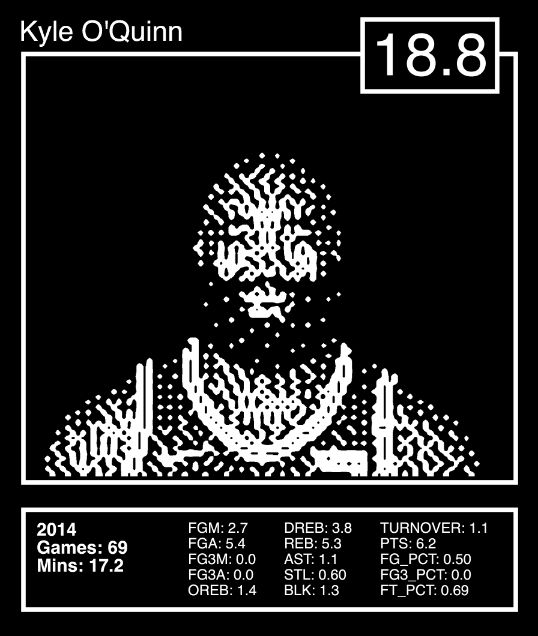 Kyle O'Quinn
18.8
2014
Games: 69
Mins: 17.2
FGM: 2.7
FGA: 5.4
FG3M: 0.0
FG3A: 0.0
OREB: 1.4
DREB: 3.8
REB: 5.3
AST: 1.1
STL: 0.60
BLK: 1.3
TURNOVER: 1.1
PTS: 6.2
FG_PCT: 0.50
FG3_PCT: 0.0
FT_PCT: 0.69